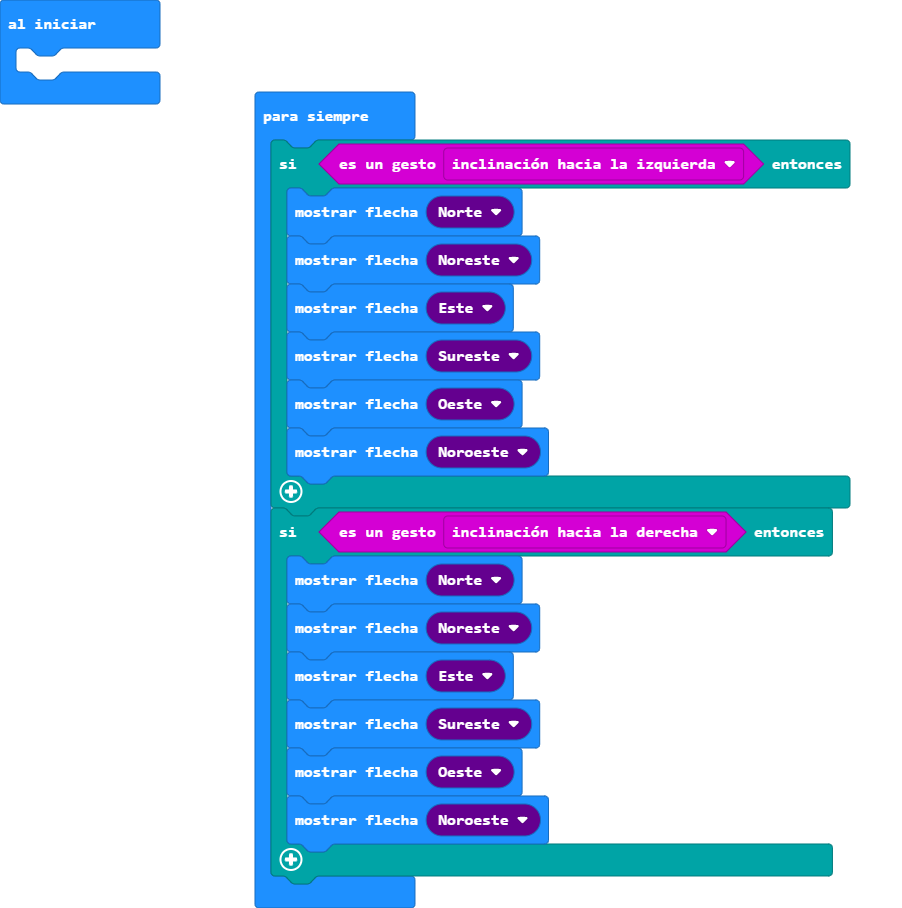 al iniciar
para siempre
si es un gesto inclinación hacia la izquierda entonces
mostrar flecha Norte
mostrar flecha Noreste
mostrar flecha Este
mostrar flecha Sureste
mostrar flecha Oeste
mostrar flecha Noroeste
si es un gesto inclinación hacia la derecha entonces
mostrar flecha Norte
mostrar flecha Noreste
mostrar flecha Este
mostrar flecha Sureste
mostrar flecha Oeste
mostrar flecha Noroeste